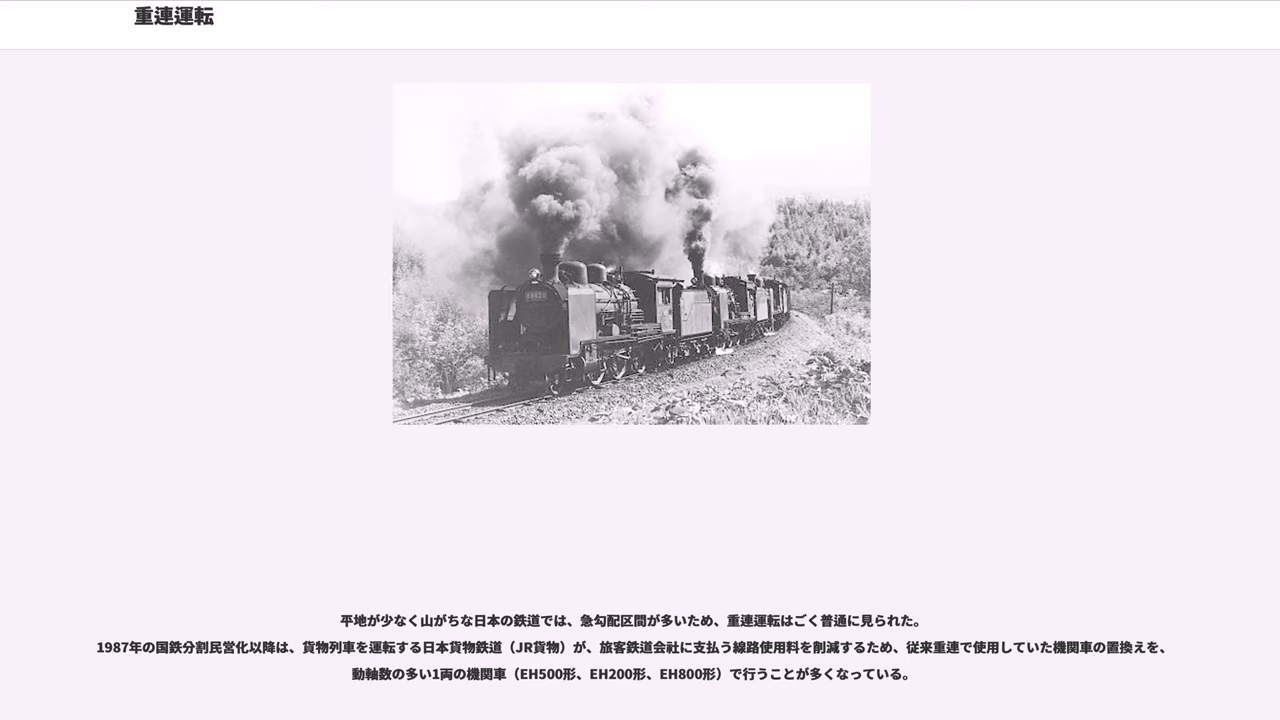 重連運転
平地が少なく山がちな日本の鉄道では、急勾配区間が多いため、重連運転はごく普通に見られた。
1987年の国鉄分割民営化以降は、貨物列車を運転する日本貨物鉄道（JR貨物）が、旅客鉄道会社に支払う線路使用料を削減するため、従来重連で使用していた機関車の置換えを、
動軸数の多い1両の機関車（EH500形、EH200形、EH800形）で行うことが多くなっている。